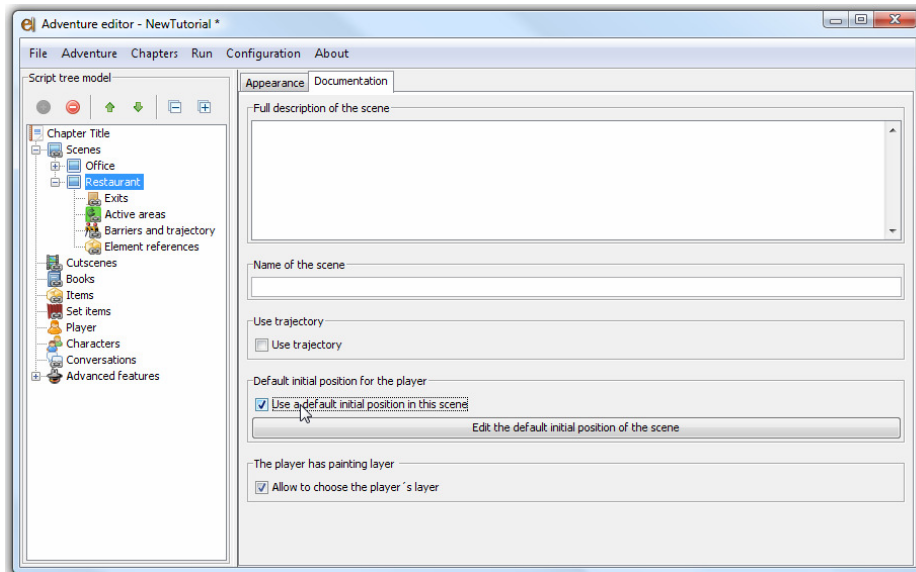 Adventure editor - NewTutorial *
File Adventure Chapters Run Configuration About
Script tree model
Chapter Title
Scenes
Office
Restaurant
Exits
Active areas
Barriers and trajectory
Element references
Cutscenes
Books
Items
Set items
Player
Characters
Conversations
Advanced features
Appearance Documentation
Full description of the scene
Name of the scene
Use trajectory
Use trajectory
Default initial position for the player
Use a default initial position in this scene
Edit the default initial position of the scene
The player has painting layer
Allow to choose the player´s layer